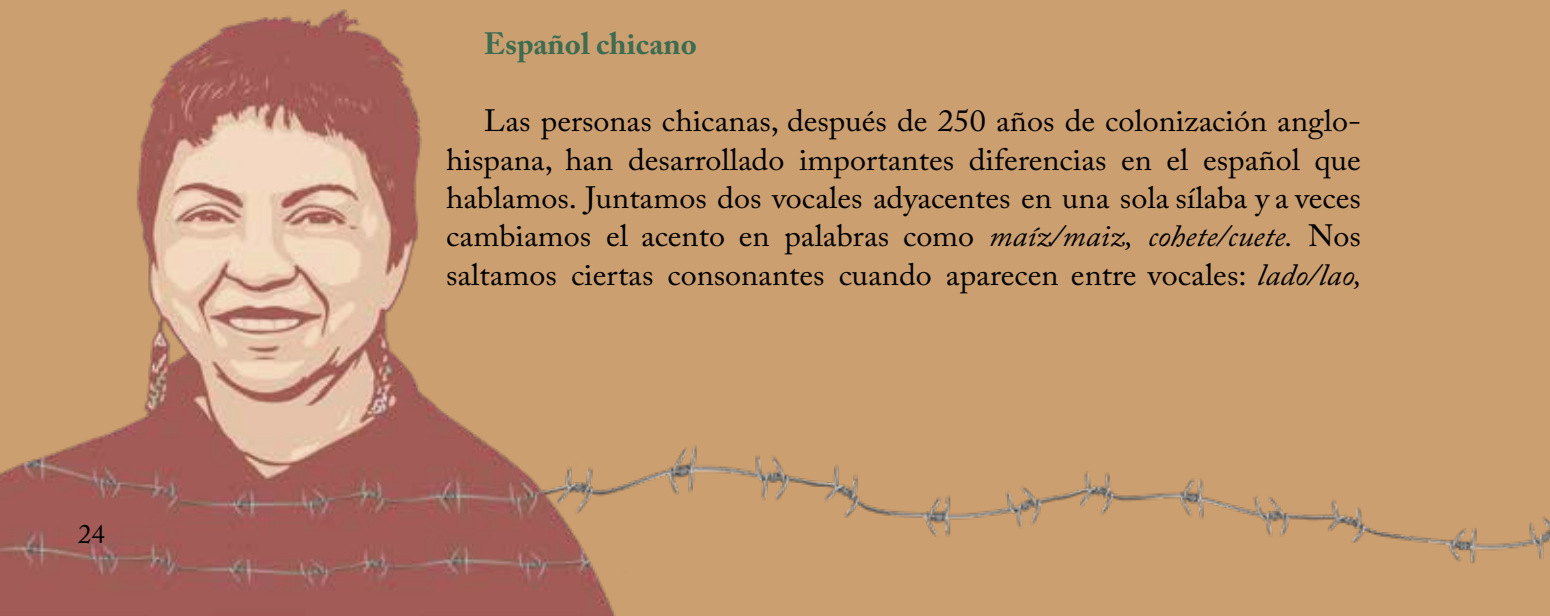 Español chicano
Las personas chicanas, después de 250 años de colonización anglo-
hispana, han desarrollado importantes diferencias en el español que
hablamos. Juntamos dos vocales adyacentes en una sola sílaba y a veces
cambiamos el acento en palabras como maíz/maiz, cohete/cuete. Nos
saltamos ciertas consonantes cuando aparecen entre vocales: lado/lao,
24